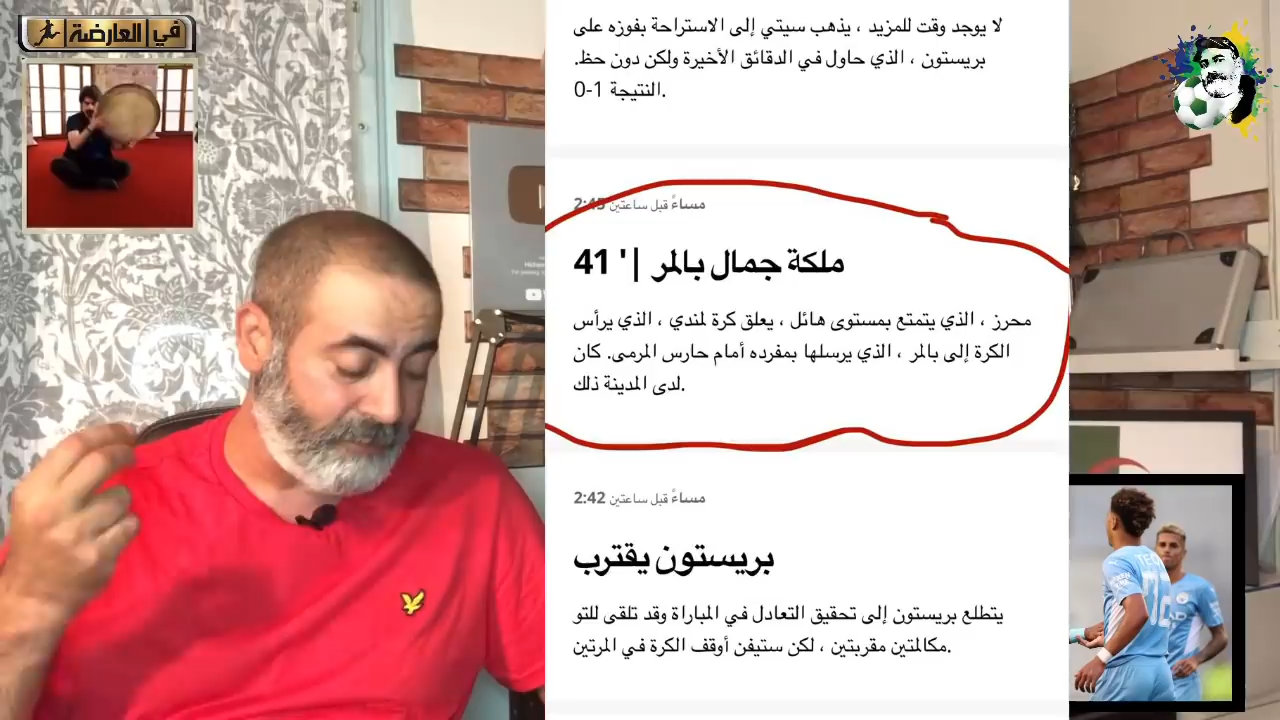 في العارضة
لا يوجد وقت للمزيد ، يذهب سيتي إلى الاستراحة بفوزه على
بريستون ، الذي حاول في الدقائق الأخيرة ولكن دون حظ.
النتيجة 1-0.
2:45 مساءً قبل ساعتين
41 '| ملكة جمال بالمر
محرز ، الذي يتمتع بمستوى هائل ، يعلق كرة لمندي ، الذي يرأس
الكرة إلى بالمر ، الذي يرسلها بمفرده أمام حارس المرمى. كان
لدى المدينة ذلك.
2:42 مساءً قبل ساعتين
بريستون يقترب
يتطلع بريستون إلى تحقيق التعادل في المباراة وقد تلقى للتو
مكالمتين مقربتين ، لكن ستيفن أوقف الكرة في المرتين.